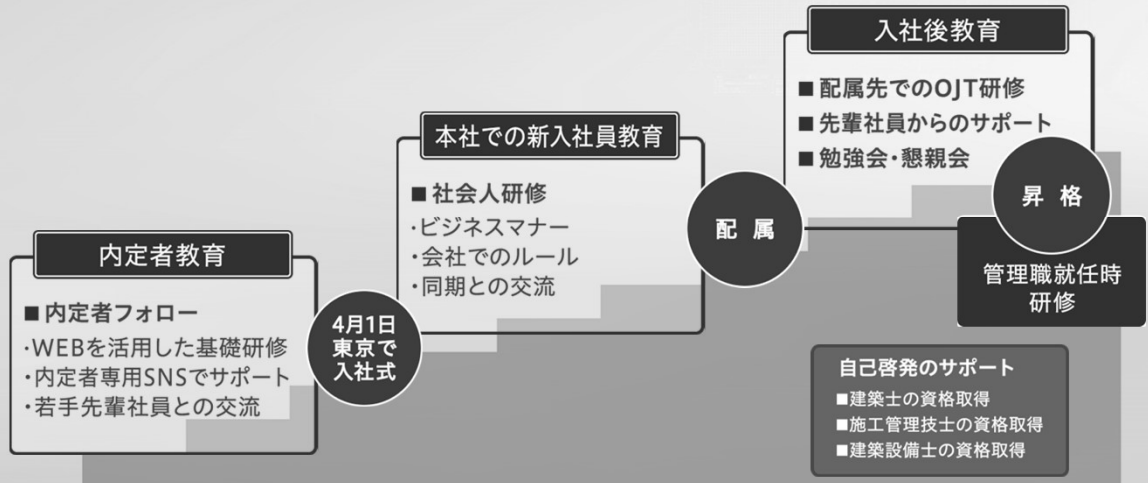 内定者教育
■内定者フォロー
・WEBを活用した基礎研修
・内定者専用SNSでサポート
・若手先輩社員との交流
4月1日
東京で
入社式
本社での新入社員教育
■社会人研修
・ビジネスマナー
・会社でのルール
・同期との交流
配属
入社後教育
■配属先でのOJT研修
■先輩社員からのサポート
■勉強会・懇親会
昇格
管理職就任時
研修
自己啓発のサポート
■建築士の資格取得
■施工管理技士の資格取得
■建築設備士の資格取得